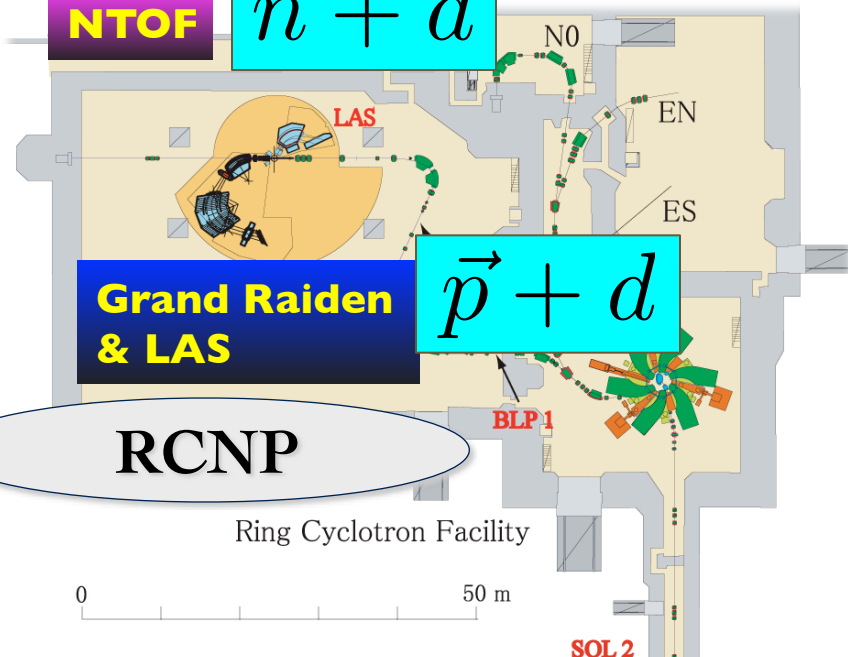 NTOF
n + d
N0
LAS
EN
ES
Grand Raiden
& LAS
p⃗ + d
BLP 1
RCNP
Ring Cyclotron Facility
0
50 m
SOL 2